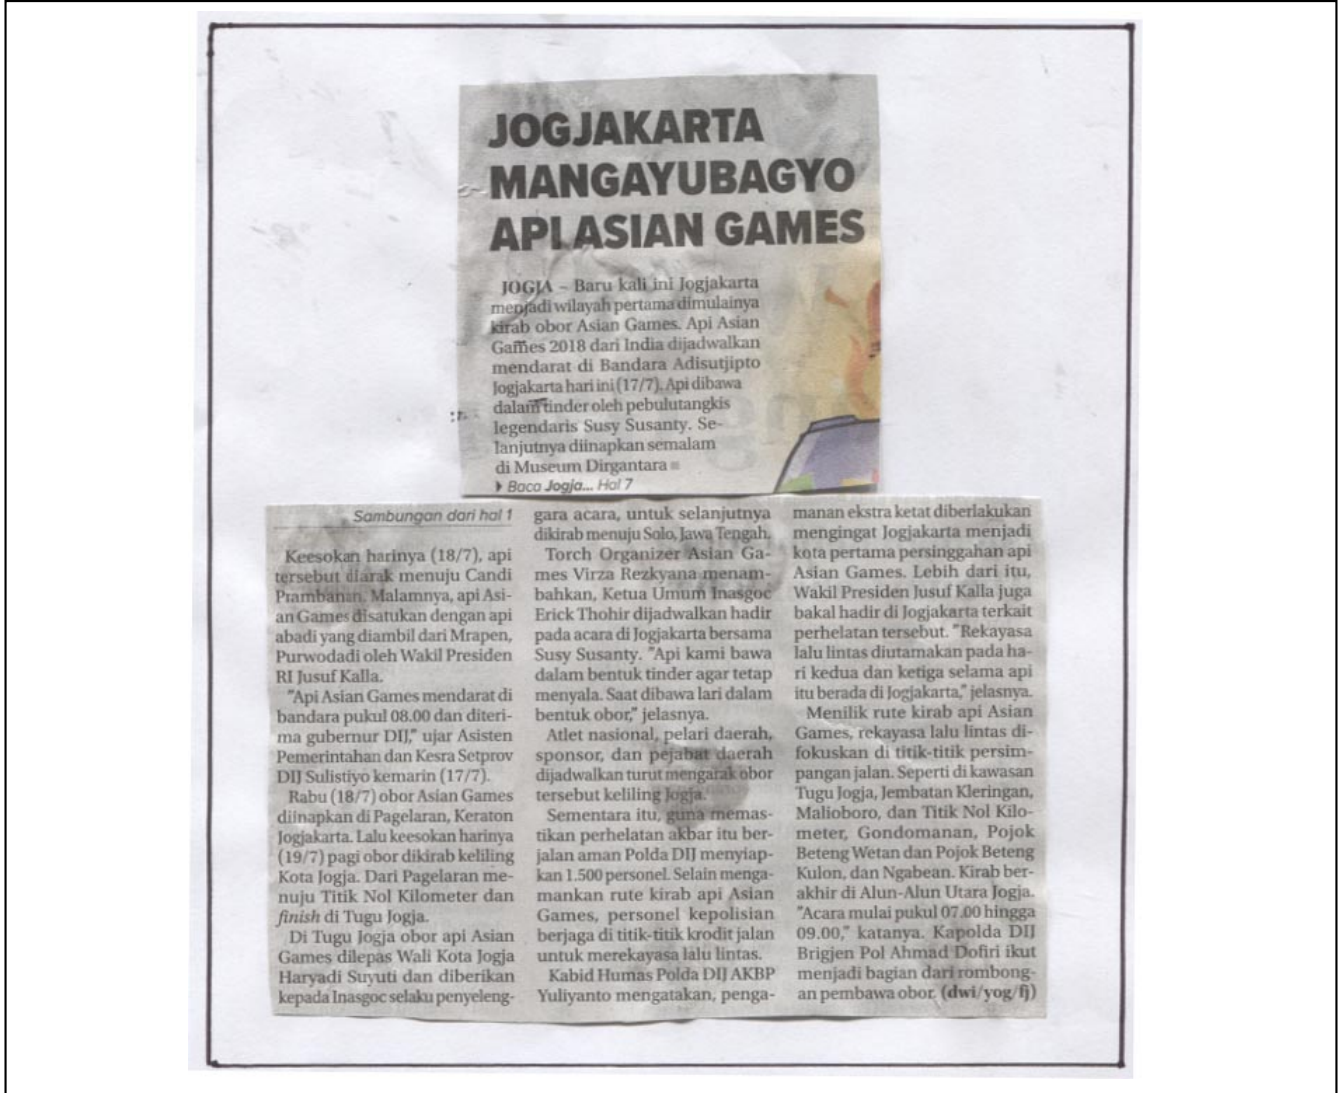 JOGJAKARTA
MANGAYUBAGYO
API ASIAN GAMES
JOGJA – Baru kali ini Jogjakarta
menjadi wilayah pertama dimulainya
kirab obor Asian Games. Api Asian
Games 2018 dari India dijadwalkan
mendarat di Bandara Adisutjipto
Jogjakarta hari ini (17/7). Api dibawa
dalam tinder oleh pebulutangkis
legendaris Susy Susanty. Se-
lanjutnya diinapkan semalam
di Museum Dirgantara
Baca Jogja... Hal 7
Sambungan dari hal 1
Keesokan harinya (18/7), api
tersebut diarak menuju Candi
Prambanan. Malamnya, api Asi-
an Games disatukan dengan api
abadi yang diambil dari Mrapen,
Purwodadi oleh Wakil Presiden
RI Jusuf Kalla.
"Api Asian Games mendarat di
bandara pukul 08.00 dan diteri-
ma gubernur DIJ," ujar Asisten
Pemerintahan dan Kesra Setprov
DIJ Sulistiyo kemarin (17/7).
Rabu (18/7) obor Asian Games
diinapkan di Pagelaran, Keraton
Jogjakarta. Lalu keesokan harinya
(19/7) pagi obor dikirab keliling
Kota Jogja. Dari Pagelaran me-
nuju Titik Nol Kilometer dan
finish di Tugu Jogja.
Di Tugu Jogja obor api Asian
Games dilepas Wali Kota Jogja
Haryadi Suyuti dan diberikan
kepada Inasgoc selaku penyeleng-
gara acara, untuk selanjutnya
dikirab menuju Solo, Jawa Tengah.
Torch Organizer Asian Ga-
mes Virza Rezkyana menam-
bahkan, Ketua Umum Inasgoc
Erick Thohir dijadwalkan hadir
pada acara di Jogjakarta bersama
Susy Susanty. "Api kami bawa
dalam bentuk tinder agar tetap
menyala. Saat dibawa lari dalam
bentuk obor," jelasnya.
Atlet nasional, pelari daerah,
sponsor, dan pejabat daerah
dijadwalkan turut mengarak obor
tersebut keliling Jogja.
Sementara itu, guna memas-
tikan perhelatan akbar itu ber-
jalan aman Polda DIJ menyiap-
kan 1.500 personel. Selain menga-
mankan rute kirab api Asian
Games, personel kepolisian
berjaga di titik-titik krodit jalan
untuk merekayasa lalu lintas.
Kabid Humas Polda DIJ AKBP
Yuliyanto mengatakan, penga-
manan ekstra ketat diberlakukan
mengingat Jogjakarta menjadi
kota pertama persinggahan api
Asian Games. Lebih dari itu,
Wakil Presiden Jusuf Kalla juga
bakal hadir di Jogjakarta terkait
perhelatan tersebut. "Rekayasa
lalu lintas diutamakan pada ha-
ri kedua dan ketiga selama api
itu berada di Jogjakarta," jelasnya.
Menilik rute kirab api Asian
Games, rekayasa lalu lintas di-
fokuskan di titik-titik persim-
pangan jalan. Seperti di kawasan
Tugu Jogja, Jembatan Kleringan,
Malioboro, dan Titik Nol Kilo-
meter, Gondomanan, Pojok
Beteng Wetan dan Pojok Beteng
Kulon, dan Ngabean. Kirab ber-
akhir di Alun-Alun Utara Jogja.
"Acara mulai pukul 07.00 hingga
09.00," katanya. Kapolda DIJ
Brigjen Pol Ahmad Dofiri ikut
menjadi bagian dari rombong-
an pembawa obor. (dwi/yog/fj)